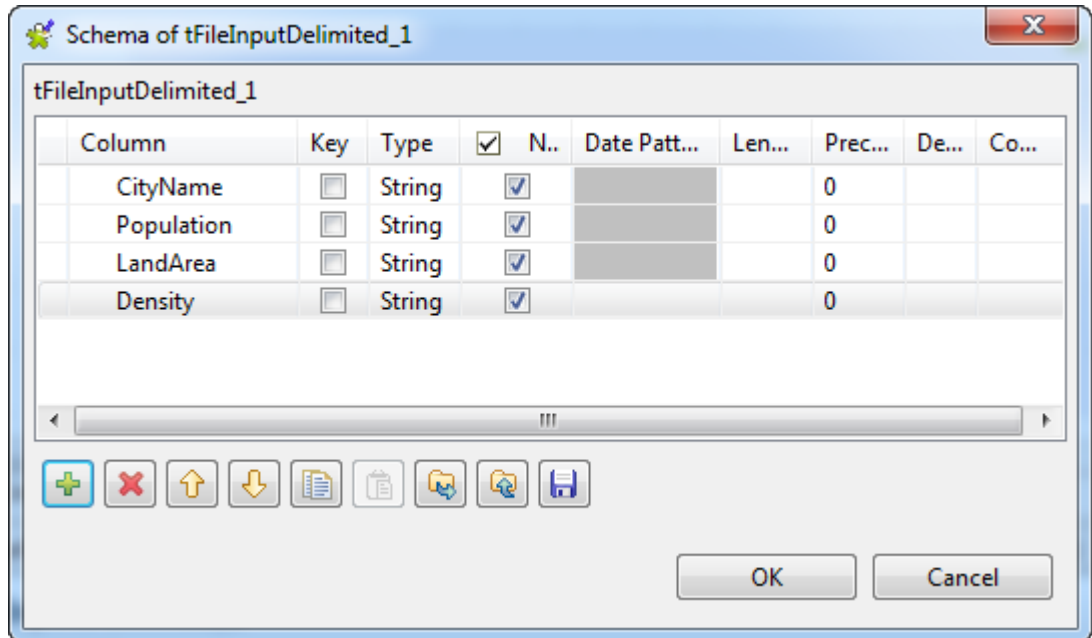 Schema of tFileInputDelimited_1
tFileInputDelimited_1
Column Key Type N.. Date Patt... Len... Prec... De... Co...
CityName String 0
Population String 0
LandArea String 0
Density String 0
OK Cancel